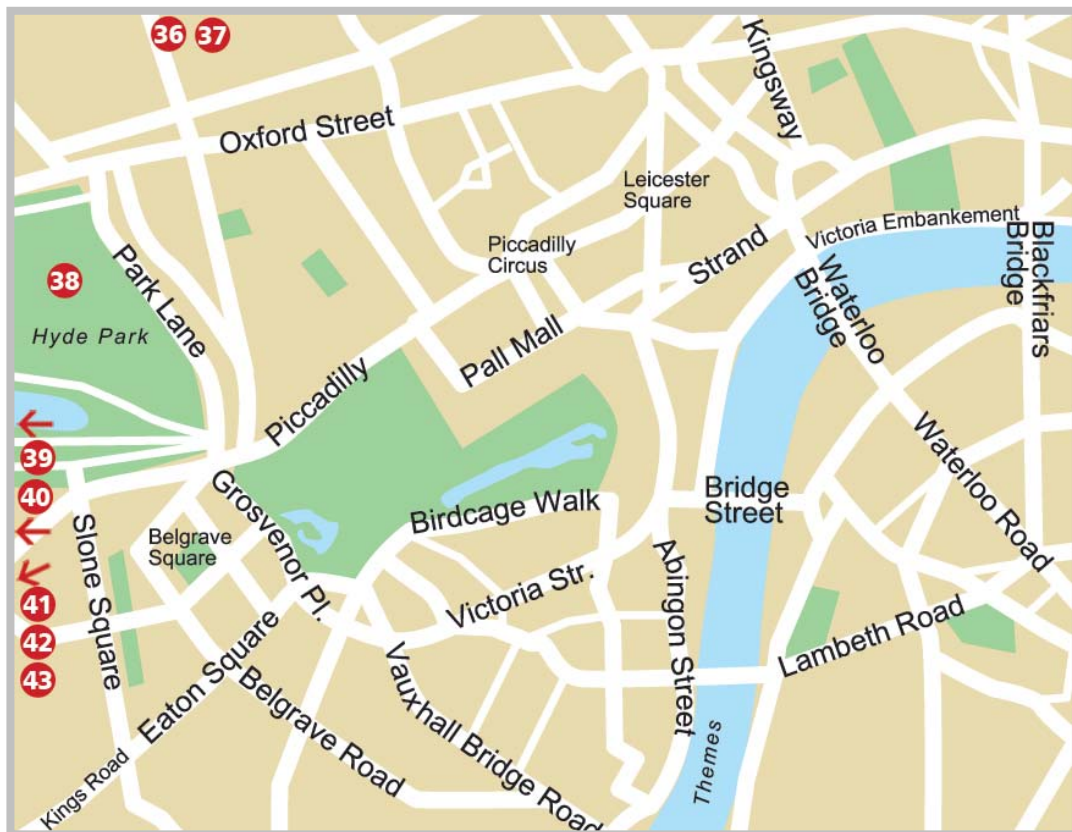 36 37
Kingsway
Oxford Street
Leicester
Square
Victoria Embankement
Blackfriars
Bridge
Piccadilly
Circus
Strand
Waterloo
Bridge
Park Lane
38
Hyde Park
Pall Mall
Piccadilly
39
40
Waterloo Road
Grosvenor Pl.
Birdcage Walk
Bridge
Street
Slone Square
Belgrave
Square
41
42
43
Victoria Str.
Abingon Street
Lambeth Road
Eaton Square
Belgrave Road
Vauxhall Bridge Road
Kings Road
Themes